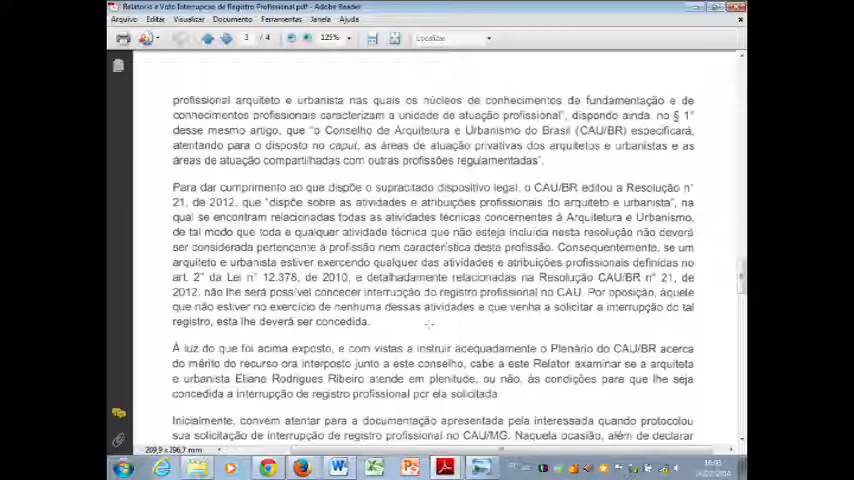 Relatorio e Voto Interrupcao de Registro Profissional.pdf - Adobe Reader
Arquivo Editar Visualizar Documento Ferramentas Janela Ajuda
3 / 4 125% Localizar
profissional arquiteto e urbanista nas quais os núcleos de conhecimentos de fundamentação e de
conhecimentos profissionais caracterizam a unidade de atuação profissional”, dispondo ainda, no § 1°
desse mesmo artigo, que “o Conselho de Arquitetura e Urbanismo do Brasil (CAU/BR) especificará,
atentando para o disposto no caput, as áreas de atuação privativas dos arquitetos e urbanistas e as
áreas de atuação compartilhadas com outras profissões regulamentadas”.
Para dar cumprimento ao que dispõe o supracitado dispositivo legal, o CAU/BR editou a Resolução n°
21, de 2012, que “dispõe sobre as atividades e atribuições profissionais do arquiteto e urbanista”, na
qual se encontram relacionadas todas as atividades técnicas concernentes à Arquitetura e Urbanismo,
de tal modo que toda e qualquer atividade técnica que não esteja incluída nesta resolução não deverá
ser considerada pertencente à profissão nem característica desta profissão. Consequentemente, se um
arquiteto e urbanista estiver exercendo qualquer das atividades e atribuições profissionais definidas no
art. 2° da Lei n° 12.378, de 2010, e detalhadamente relacionadas na Resolução CAU/BR n° 21, de
2012, não lhe será possível conceder interrupção do registro profissional no CAU. Por oposição, àquele
que não estiver no exercício de nenhuma dessas atividades e que venha a solicitar a interrupção do tal
registro, esta lhe deverá ser concedida.
À luz do que foi acima exposto, e com vistas a instruir adequadamente o Plenário do CAU/BR acerca
do mérito do recurso ora interposto junto a este conselho, cabe a este Relator examinar se a arquiteta
e urbanista Eliane Rodrigues Ribeiro atende em plenitude, ou não, às condições para que lhe seja
concedida a interrupção de registro profissional por ela solicitada.
Inicialmente, convém atentar para a documentação apresentada pela interessada quando protocolou
sua solicitação de interrupção de registro profissional no CAU/MG. Naquela ocasião, além de declarar
209,9 x 296,7 mm